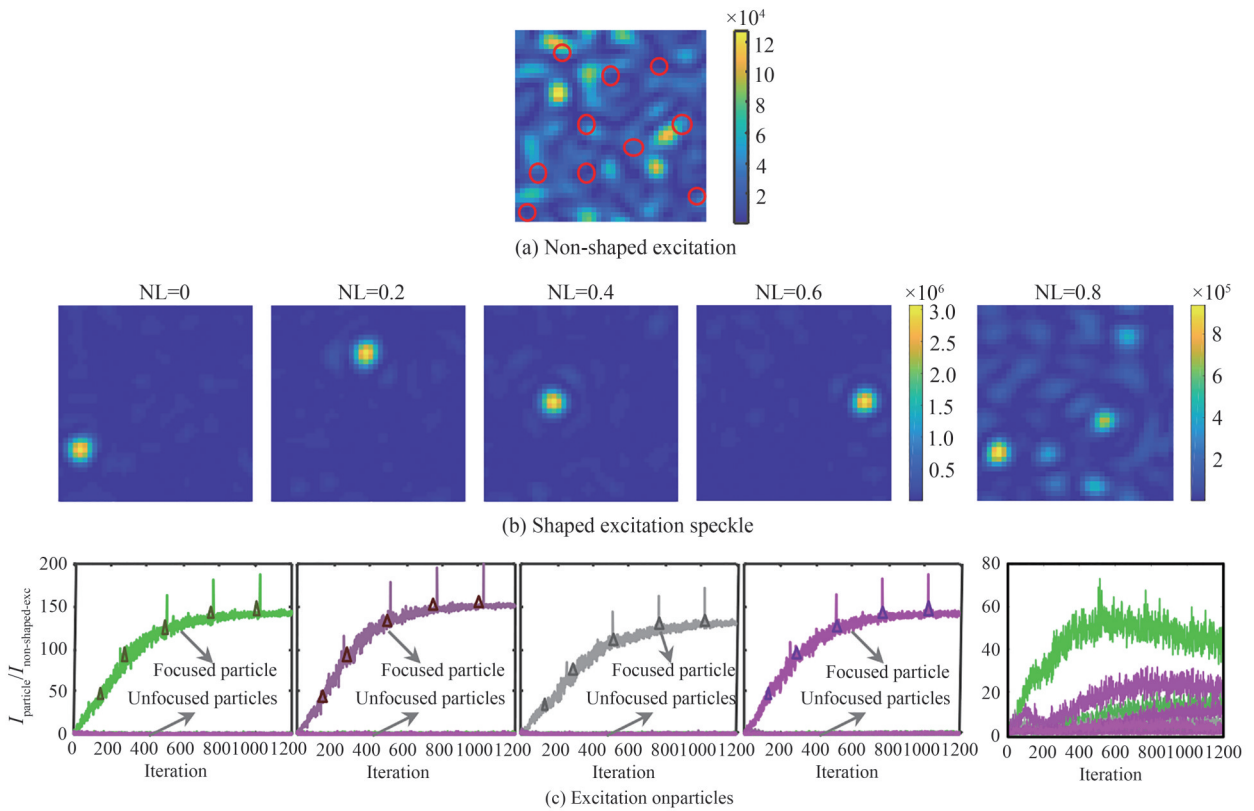 ×10⁴
12
10
8
6
4
2
(a) Non-shaped excitation
NL=0 NL=0.2 NL=0.4 NL=0.6 ×10⁶ NL=0.8 ×10⁵
3.0
2.6
2.1
1.6
1.5
1.0
0.5
8
6
4
2
(b) Shaped excitation speckle
I_particle//I_non-shaped-exc
200
150
100
50
0
Focused particle
Unfocused particles
0 200 400 600 800 1000 1200
Iteration
Focused particle
Unfocused particles
0 200 400 600 800 1000 1200
Iteration
Focused particle
Unfocused particles
0 200 400 600 800 1000 1200
Iteration
Focused particle
Unfocused particles
0 200 400 600 800 1000 1200
Iteration
80
60
40
20
0
0 200 400 600 800 1000 1200
Iteration
(c) Excitation onparticles